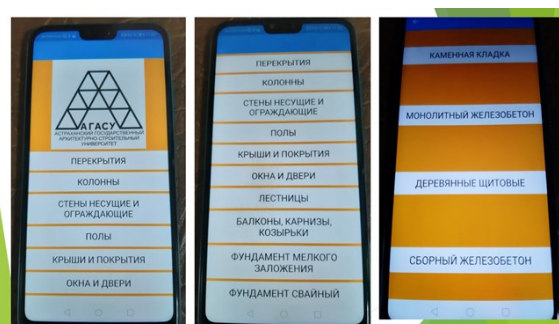 АГАСУ
АСТРАХАНСКИЙ ГОСУДАРСТВЕННЫЙ
АРХИТЕКТУРНО-СТРОИТЕЛЬНЫЙ
УНИВЕРСИТЕТ
ПЕРЕКРЫТИЯ
КОЛОННЫ
СТЕНЫ НЕСУЩИЕ И
ОГРАЖДАЮЩИЕ
ПОЛЫ
КРЫШИ И ПОКРЫТИЯ
ОКНА И ДВЕРИ
ПЕРЕКРЫТИЯ
КОЛОННЫ
СТЕНЫ НЕСУЩИЕ И
ОГРАЖДАЮЩИЕ
ПОЛЫ
КРЫШИ И ПОКРЫТИЯ
ОКНА И ДВЕРИ
ЛЕСТНИЦЫ
БАЛКОНЫ, КАРНИЗЫ,
КОЗЫРЬКИ
ФУНДАМЕНТ МЕЛКОГО
ЗАЛОЖЕНИЯ
ФУНДАМЕНТ СВАЙНЫЙ
КАМЕННАЯ КЛАДКА
МОНОЛИТНЫЙ ЖЕЛЕЗОБЕТОН
ДЕРЕВЯННЫЕ ЩИТОВЫЕ
СБОРНЫЙ ЖЕЛЕЗОБЕТОН